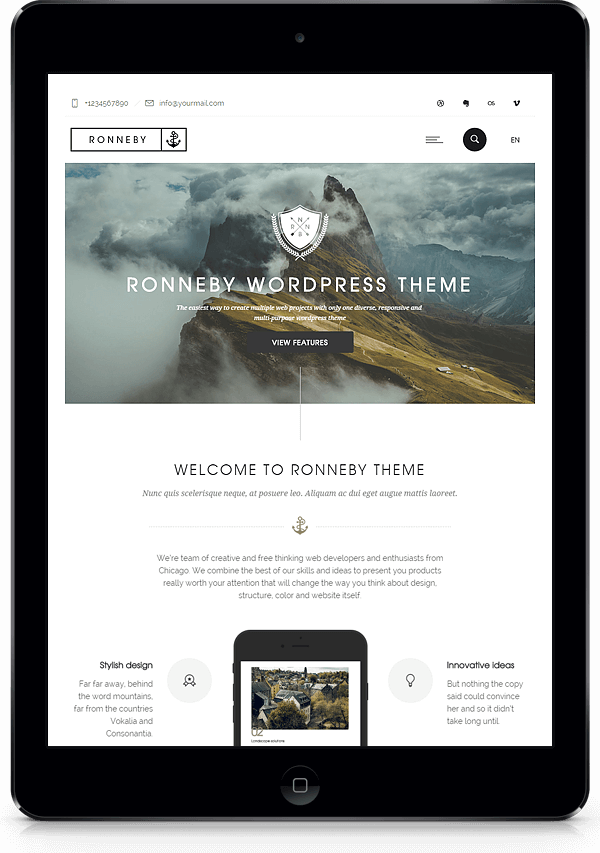 +1234567890 info@yourmail.com
RONNEBY
EN
N
R N
B
RONNEBY WORDPRESS THEME
The easiest way to create multiple web projects with only one diverse, responsive and
multi-purpose wordpress theme
VIEW FEATURES
WELCOME TO RONNEBY THEME
Nunc quis scelerisque neque, at posuere leo. Aliquam ac dui eget augue mattis laoreet.
We're team of creative and free thinking web developers and enthusiasts from
Chicago. We combine the best of our skills and ideas to present you products
really worth your attention that will change the way you think about design,
structure, color and website itself.
Stylish design
Far far away, behind
the word mountains,
far from the countries
Vokalia and
Consonantia
02
Landscape solutions
Innovative ideas
But nothing the copy
said could convince
her and so it didn't
take long until